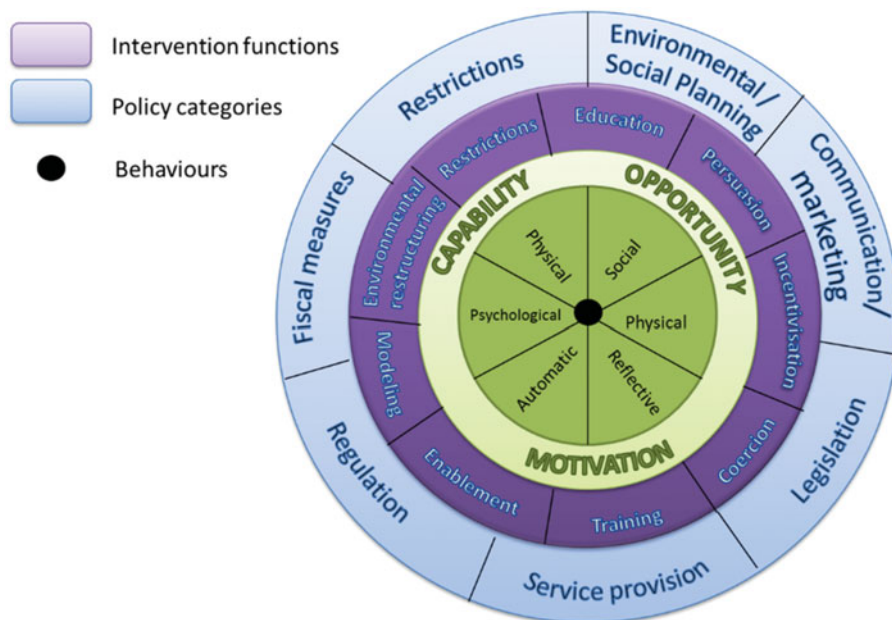 Intervention functions
Policy categories
Behaviours
Restrictions
Environmental/
Social Planning
Communication/
marketing
Legislation
Service provision
Regulation
Fiscal measures
Restrictions
Education
Persuasion
Incentivisation
Coercion
Training
Enablement
Modeling
Environmental
restructuring
CAPABILITY
OPPORTUNITY
MOTIVATION
Physical
Social
Physical
Reflective
Automatic
Psychological